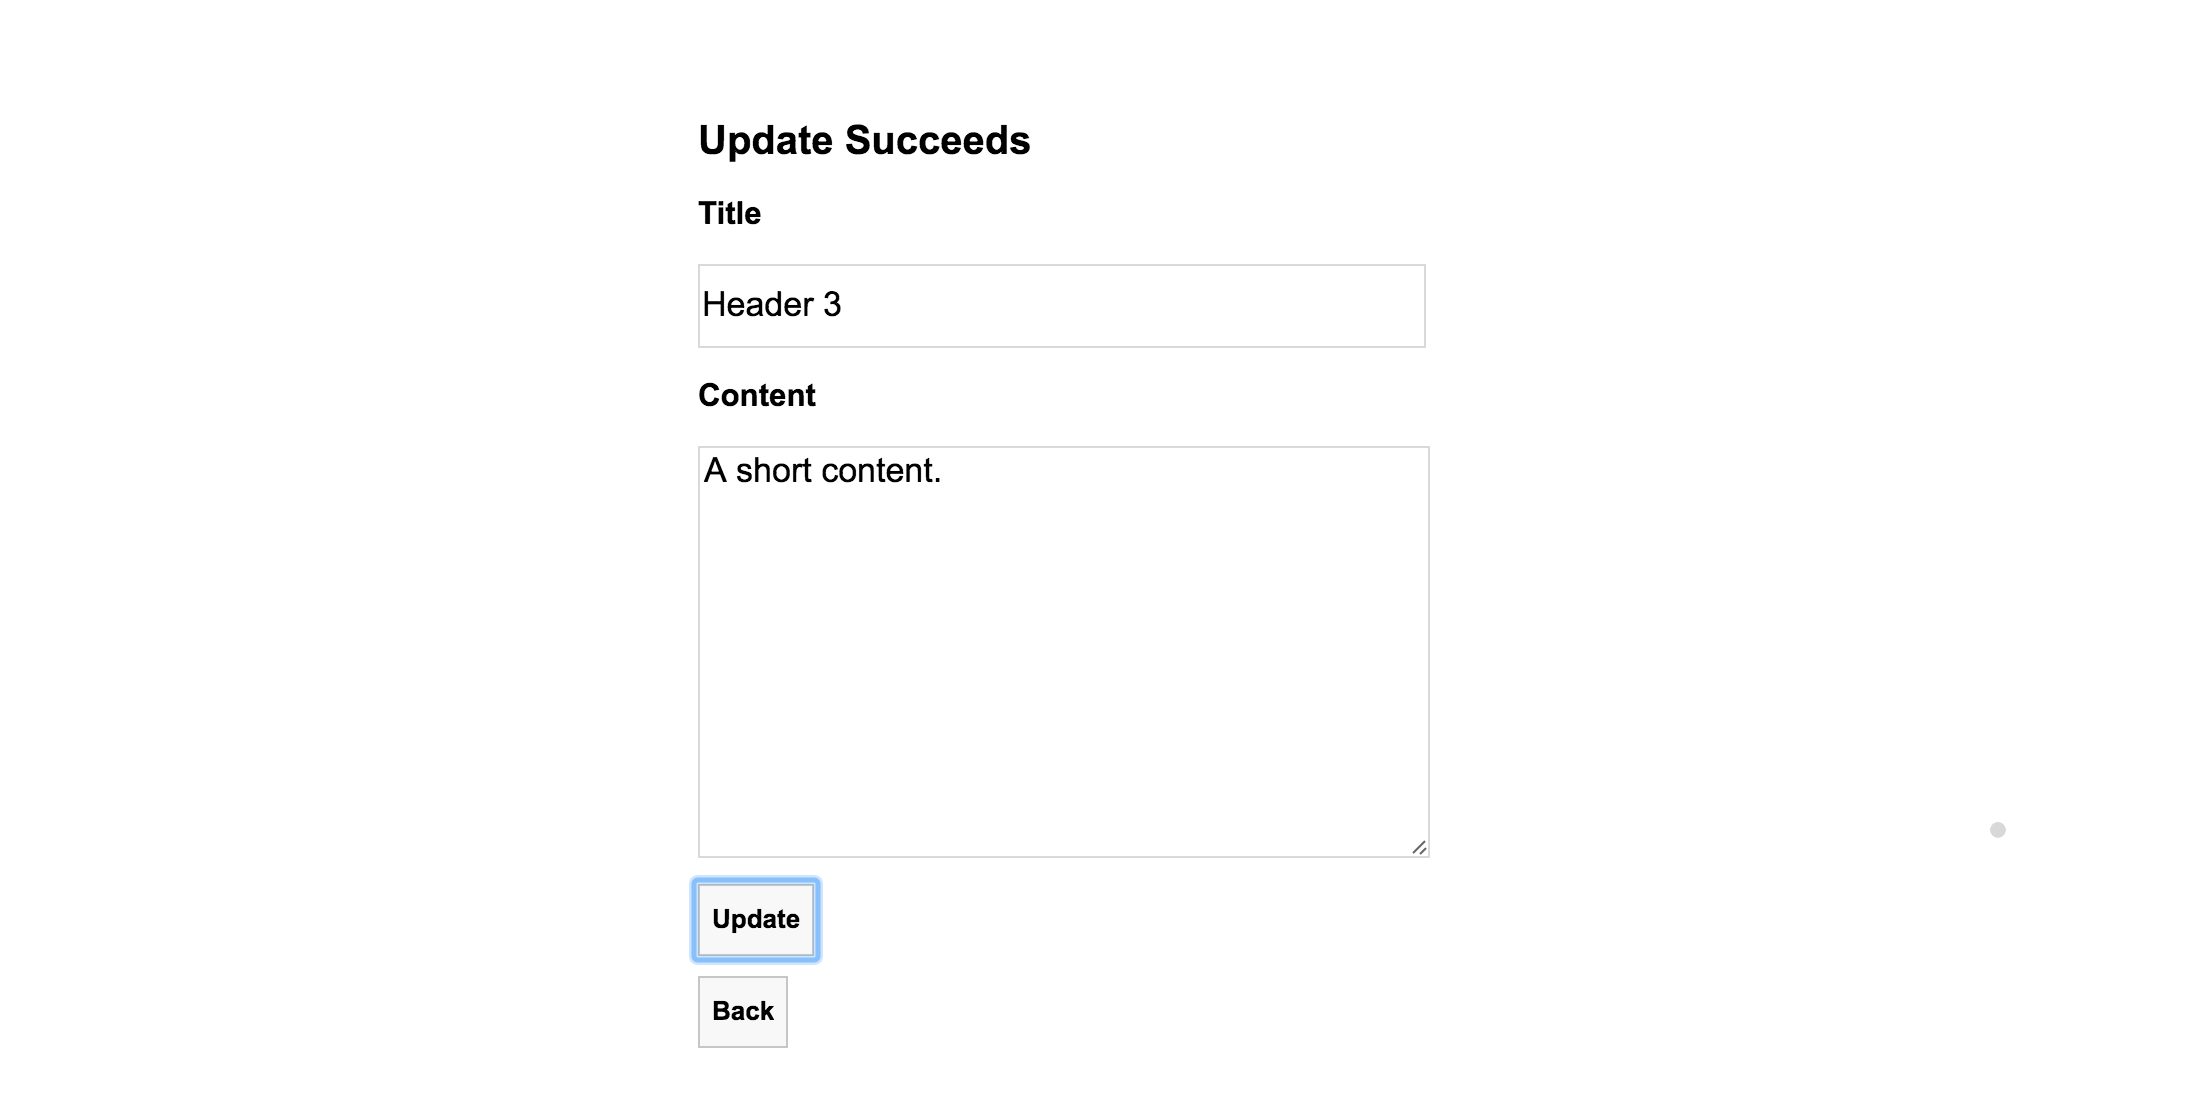 Update Succeeds
Title
Header 3
Content
A short content.
Update
Back